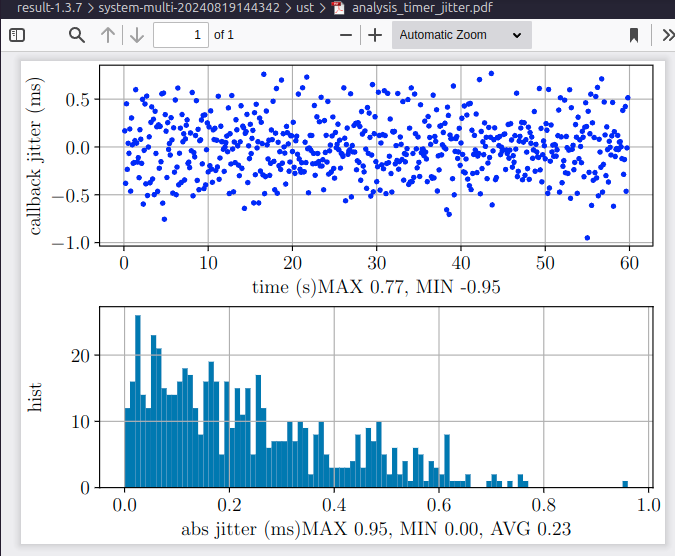 result-1.3.7 > system-multi-20240819144342 > ust > analysis_timer_jitter.pdf
1 of 1 Automatic Zoom
callback jitter (ms)
0.5
0.0
−0.5
−1.0
0 10 20 30 40 50 60
time (s)MAX 0.77, MIN -0.95
hist
20
10
0
0.0 0.2 0.4 0.6 0.8 1.0
abs jitter (ms)MAX 0.95, MIN 0.00, AVG 0.23